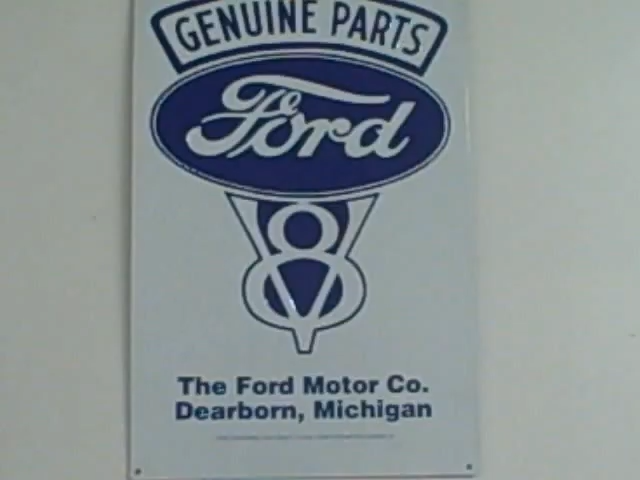 GENUINE PARTS
Ford
V8
The Ford Motor Co.
Dearborn, Michigan